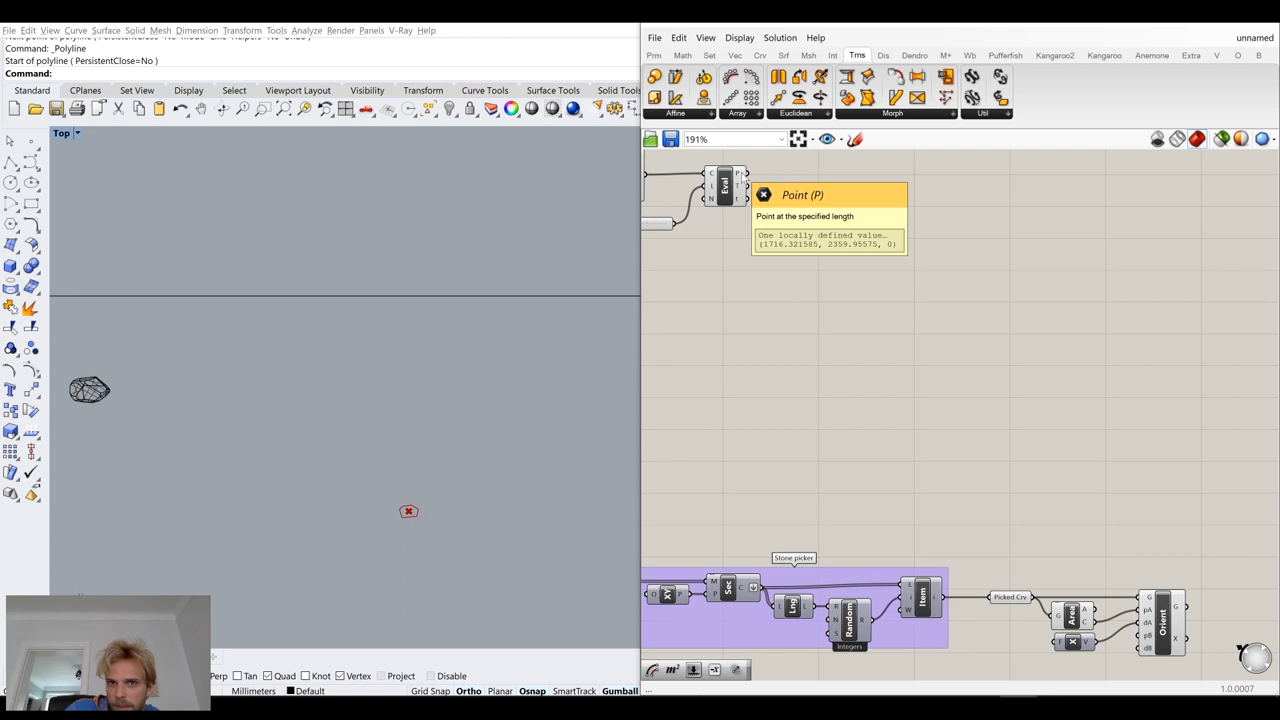 File Edit View Curve Surface Solid Mesh Dimension Transform Tools Analyze Render Panels V-Ray Help
Command: _Polyline
Start of polyline ( PersistentClose=No )
Command:
Standard CPlanes Set View Display Select Viewport Layout Visibility Transform Curve Tools Surface Tools Solid Tools
Top
Perp Tan Quad Knot Vertex Project Disable
Millimeters Default Grid Snap Ortho Planar Osnap SmartTrack Gumball
File Edit View Display Solution Help unnamed
Prm Math Set Vec Crv Srf Msh Int Trns Dis Dendro M+ Wb Pufferfish Kangaroo2 Kangaroo Anemone Extra V O B
Affine Array Euclidean Morph Util
191%
C L N Eval P T t
Point (P)
Point at the specified length
One locally defined value…
(1716.321585, 2359.95575, 0)
Stone picker
O XY P
M P Sec C
L Lng L
R N S Random R
Integers
L i W Item i
Picked Crv
G Area A C
F X V
G pA dA pB dB Orient G X
1.0.0007